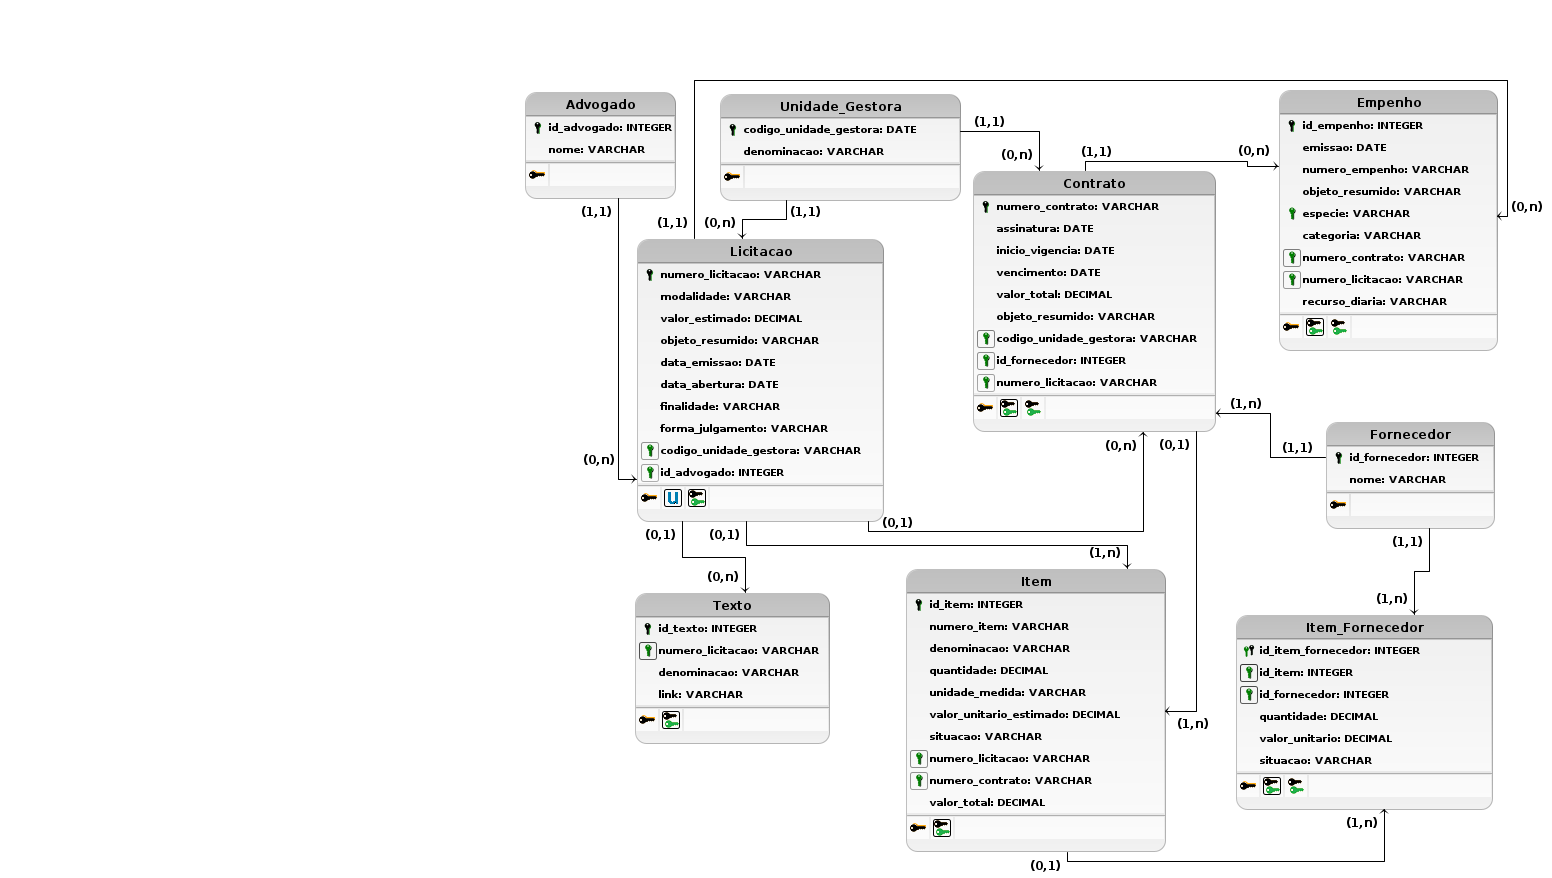 Advogado
id_advogado: INTEGER
nome: VARCHAR
(1,1)
(0,n)
Unidade_Gestora
codigo_unidade_gestora: DATE
denominacao: VARCHAR
(1,1)
(0,n)
(1,1)
(0,n)
(1,1)
(0,n)
Empenho
id_empenho: INTEGER
emissao: DATE
numero_empenho: VARCHAR
objeto_resumido: VARCHAR
especie: VARCHAR
categoria: VARCHAR
numero_contrato: VARCHAR
numero_licitacao: VARCHAR
recurso_diaria: VARCHAR
(0,n)
Contrato
numero_contrato: VARCHAR
assinatura: DATE
inicio_vigencia: DATE
vencimento: DATE
valor_total: DECIMAL
objeto_resumido: VARCHAR
codigo_unidade_gestora: VARCHAR
id_fornecedor: INTEGER
numero_licitacao: VARCHAR
(0,n)
(0,1)
(1,n)
(1,1)
(1,1)
Licitacao
numero_licitacao: VARCHAR
modalidade: VARCHAR
valor_estimado: DECIMAL
objeto_resumido: VARCHAR
data_emissao: DATE
data_abertura: DATE
finalidade: VARCHAR
forma_julgamento: VARCHAR
codigo_unidade_gestora: VARCHAR
id_advogado: INTEGER
U
(0,1)
(0,1)
(0,1)
(0,n)
(1,n)
Fornecedor
id_fornecedor: INTEGER
nome: VARCHAR
(1,1)
(1,n)
Texto
id_texto: INTEGER
numero_licitacao: VARCHAR
denominacao: VARCHAR
link: VARCHAR
Item
id_item: INTEGER
numero_item: VARCHAR
denominacao: VARCHAR
quantidade: DECIMAL
unidade_medida: VARCHAR
valor_unitario_estimado: DECIMAL
situacao: VARCHAR
numero_licitacao: VARCHAR
numero_contrato: VARCHAR
valor_total: DECIMAL
(1,n)
(0,1)
Item_Fornecedor
id_item_fornecedor: INTEGER
id_item: INTEGER
id_fornecedor: INTEGER
quantidade: DECIMAL
valor_unitario: DECIMAL
situacao: VARCHAR
(1,n)